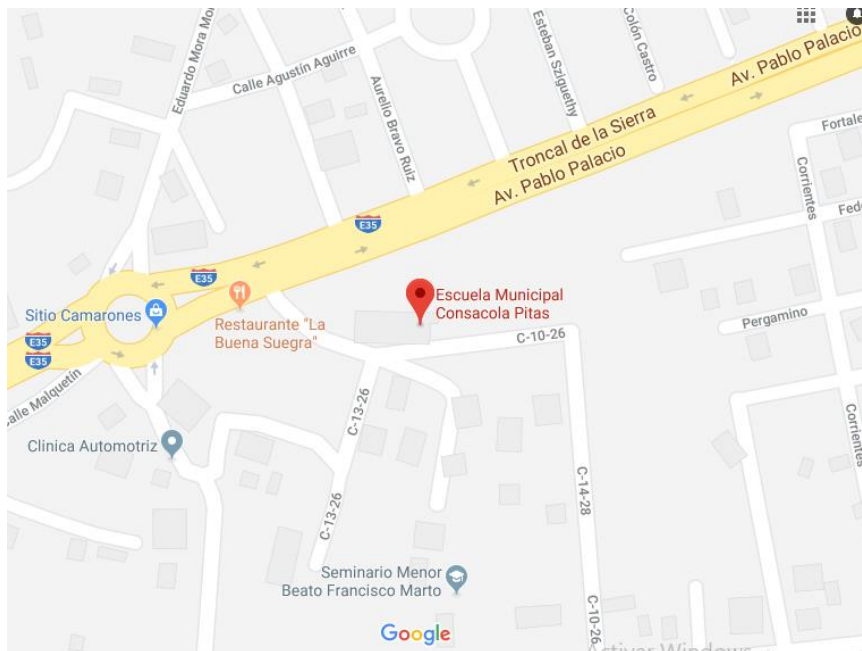 Eduardo Mora Mor
Calle Agustín Aguirre
Aurelio Bravo Ruiz
Esteban Sziguethy
Colón Castro
Av. Pablo Palacio
Troncal de la Sierra
Av. Pablo Palacio
Fortale
Corrientes
Fede
E35
E35
Sitio Camarones
Restaurante "La
Buena Suegra"
Escuela Municipal
Consacola Pitas
Pergamino
E35
E35
C-10-26
Calle Malquetín
C-13-26
Corrientes
Clinica Automotriz
C-13-26
C-14-28
Seminario Menor
Beato Francisco Marto
C-10-26
Google
Activar Windows